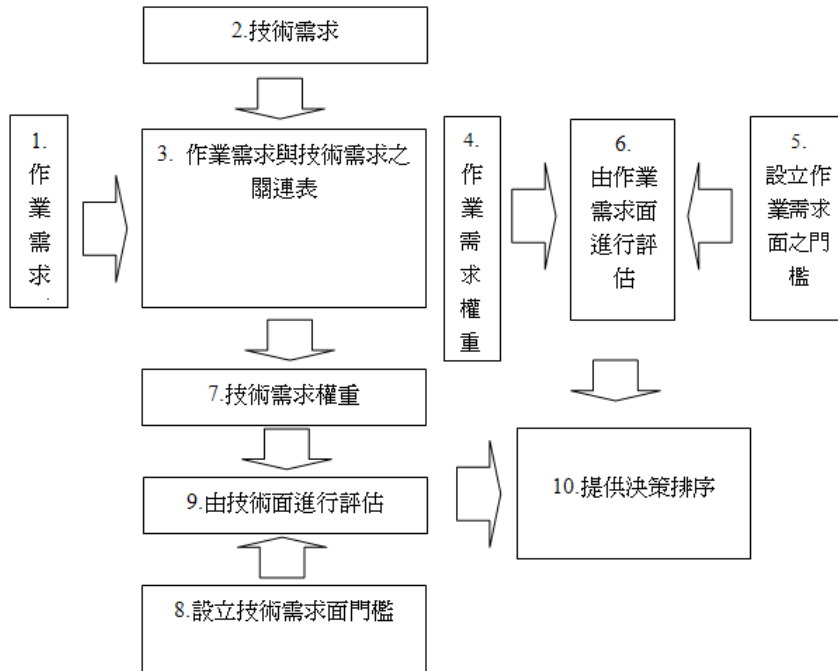 2.技術需求
1.
作
業
需
求
3. 作業需求與技術需求之
關連表
4.
作
業
需
求
權
重
6.
由作業
需求面
進行評
估
5.
設立作
業需求
面之門
檻
7.技術需求權重
9.由技術面進行評估
10.提供決策排序
8.設立技術需求面門檻